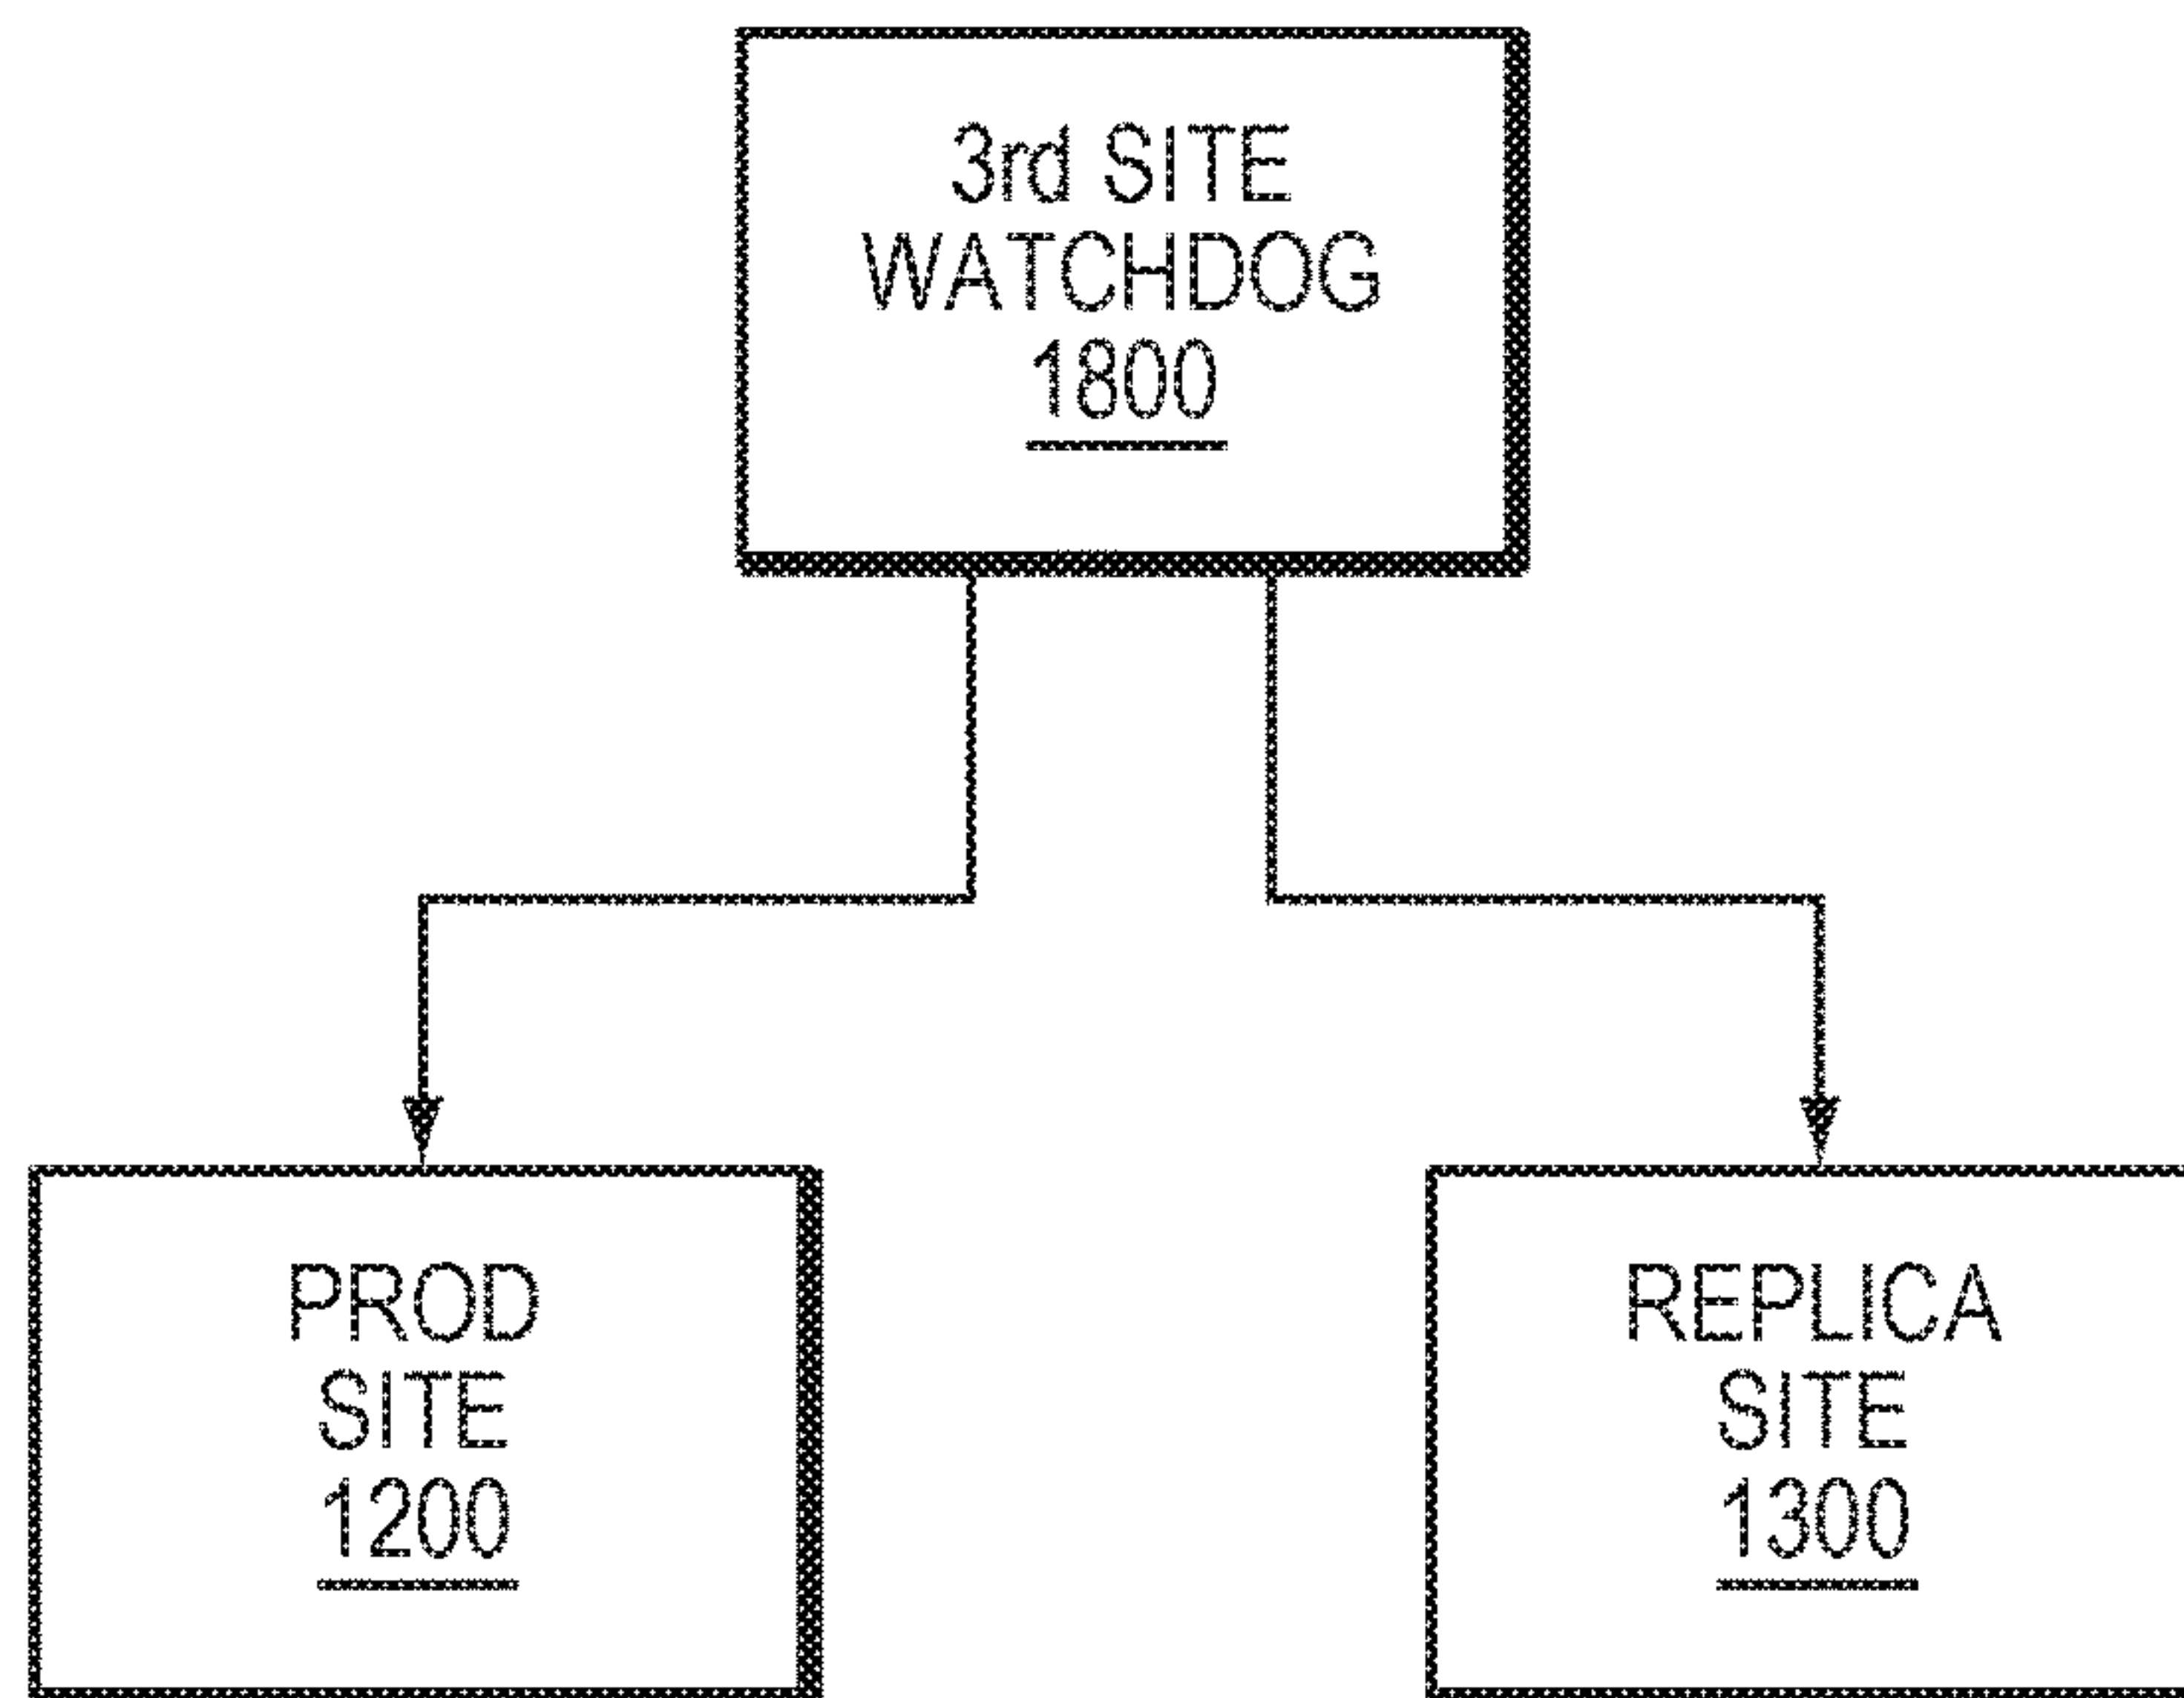 3rd SITE
WATCHDOG
1800
PROD
SITE
1200
REPLICA
SITE
1300